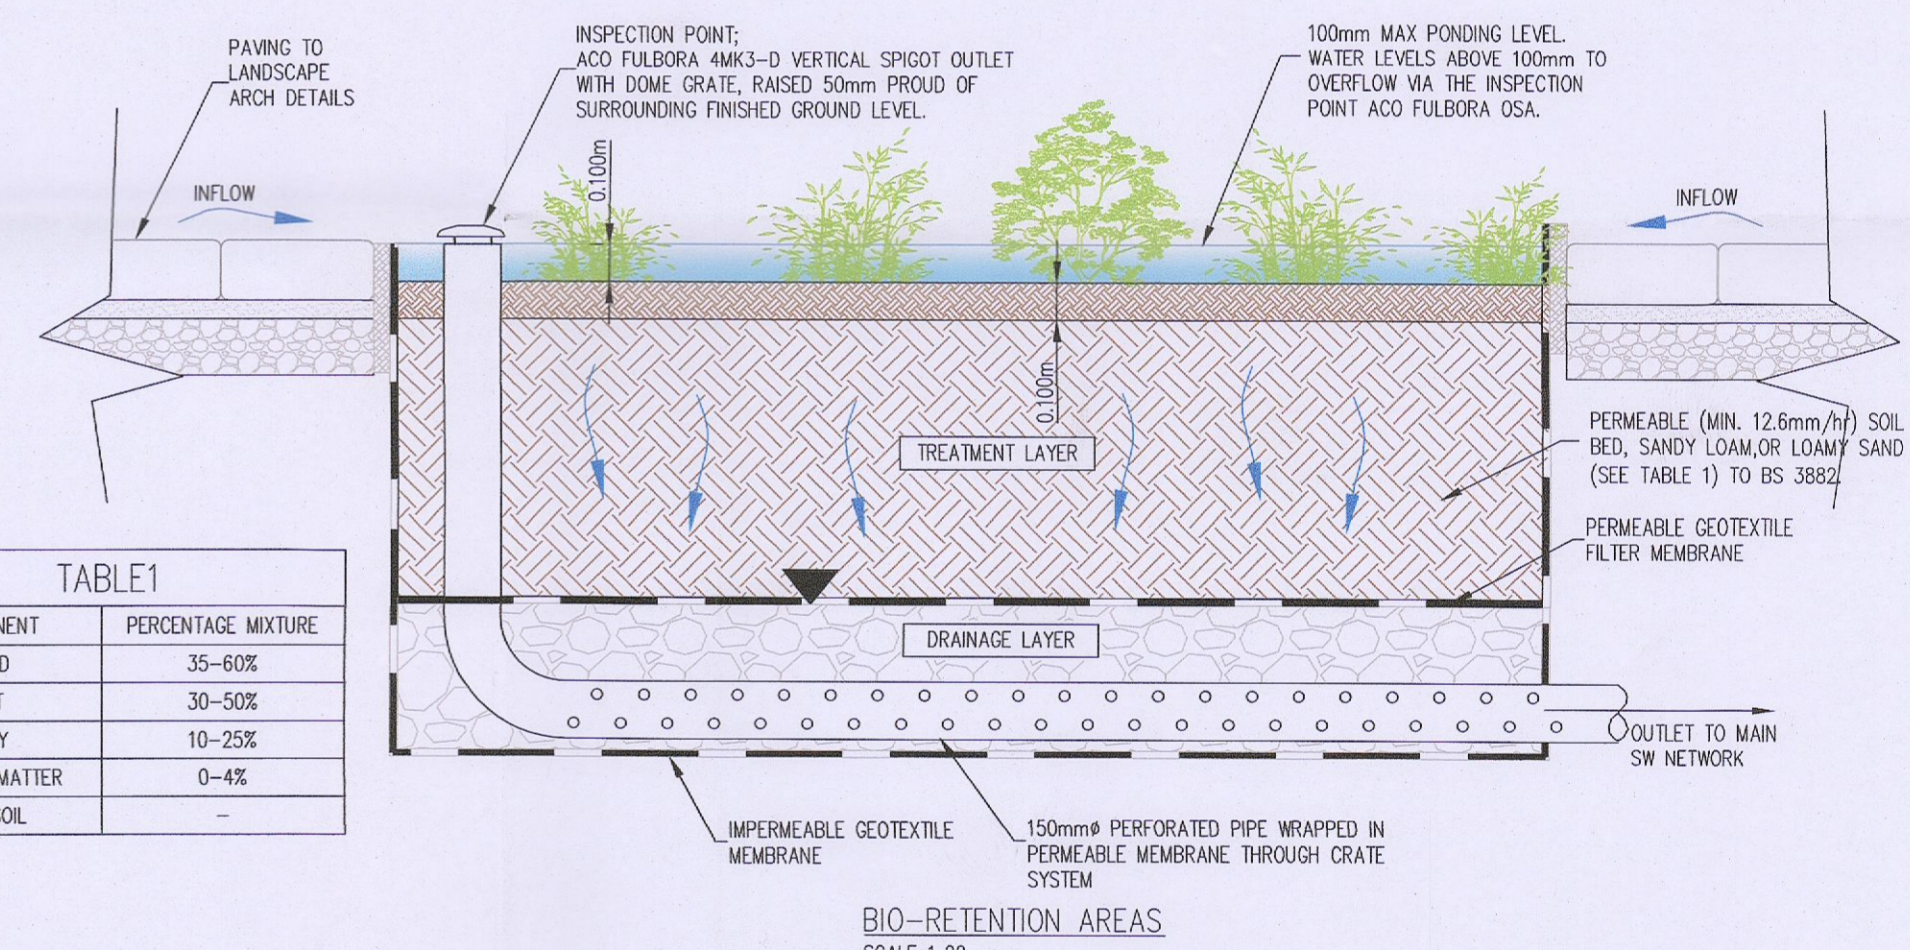 PAVING TO
LANDSCAPE
ARCH DETAILS
INSPECTION POINT;
ACO FULBORA 4MK3-D VERTICAL SPIGOT OUTLET
WITH DOME GRATE, RAISED 50mm PROUD OF
SURROUNDING FINISHED GROUND LEVEL.
100mm MAX PONDING LEVEL.
WATER LEVELS ABOVE 100mm TO
OVERFLOW VIA THE INSPECTION
POINT ACO FULBORA OSA.
INFLOW
0.100m
INFLOW
0.100m
TREATMENT LAYER
PERMEABLE (MIN. 12.6mm/hr) SOIL
BED, SANDY LOAM,OR LOAMY SAND
(SEE TABLE 1) TO BS 3882.
PERMEABLE GEOTEXTILE
FILTER MEMBRANE
DRAINAGE LAYER
TABLE1
NENT PERCENTAGE MIXTURE
D 35-60%
T 30-50%
Y 10-25%
MATTER 0-4%
SOIL -
OUTLET TO MAIN
SW NETWORK
IMPERMEABLE GEOTEXTILE
MEMBRANE
150mmø PERFORATED PIPE WRAPPED IN
PERMEABLE MEMBRANE THROUGH CRATE
SYSTEM
BIO-RETENTION AREAS